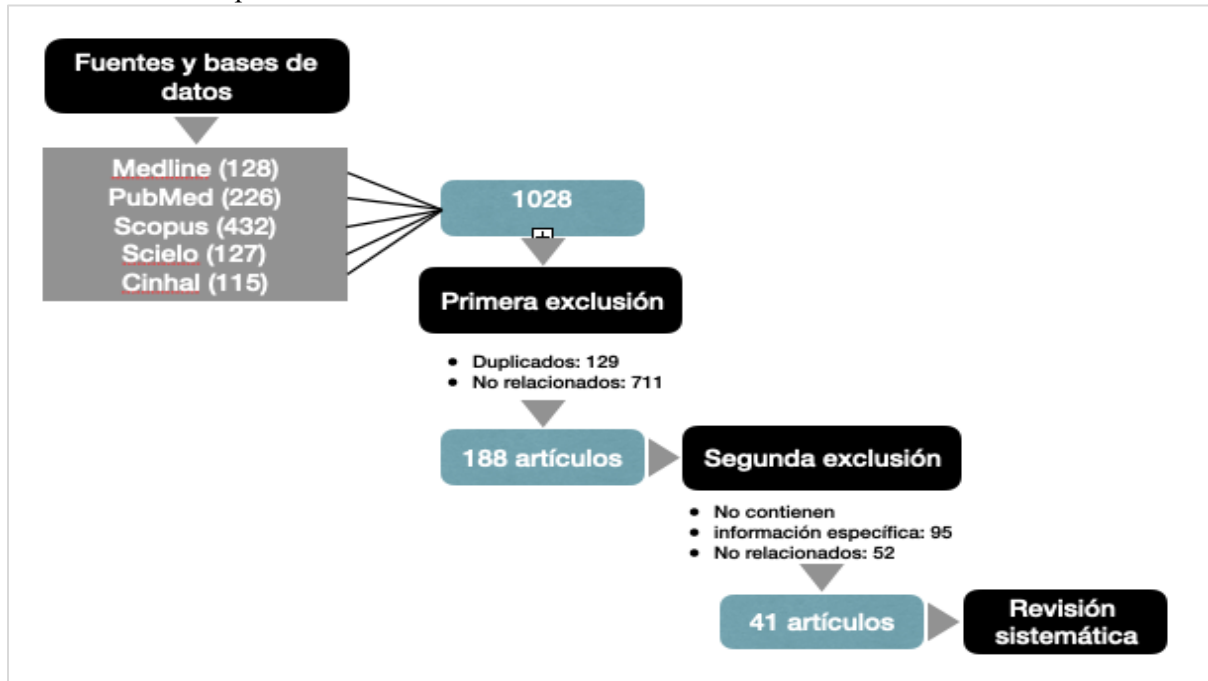 Fuentes y bases de
datos
Medline (128)
PubMed (226)
Scopus (432)
Scielo (127)
Cinhal (115)
1028
Primera exclusión
• Duplicados: 129
• No relacionados: 711
188 artículos
Segunda exclusión
• No contienen
• información específica: 95
• No relacionados: 52
41 artículos
Revisión
sistemática